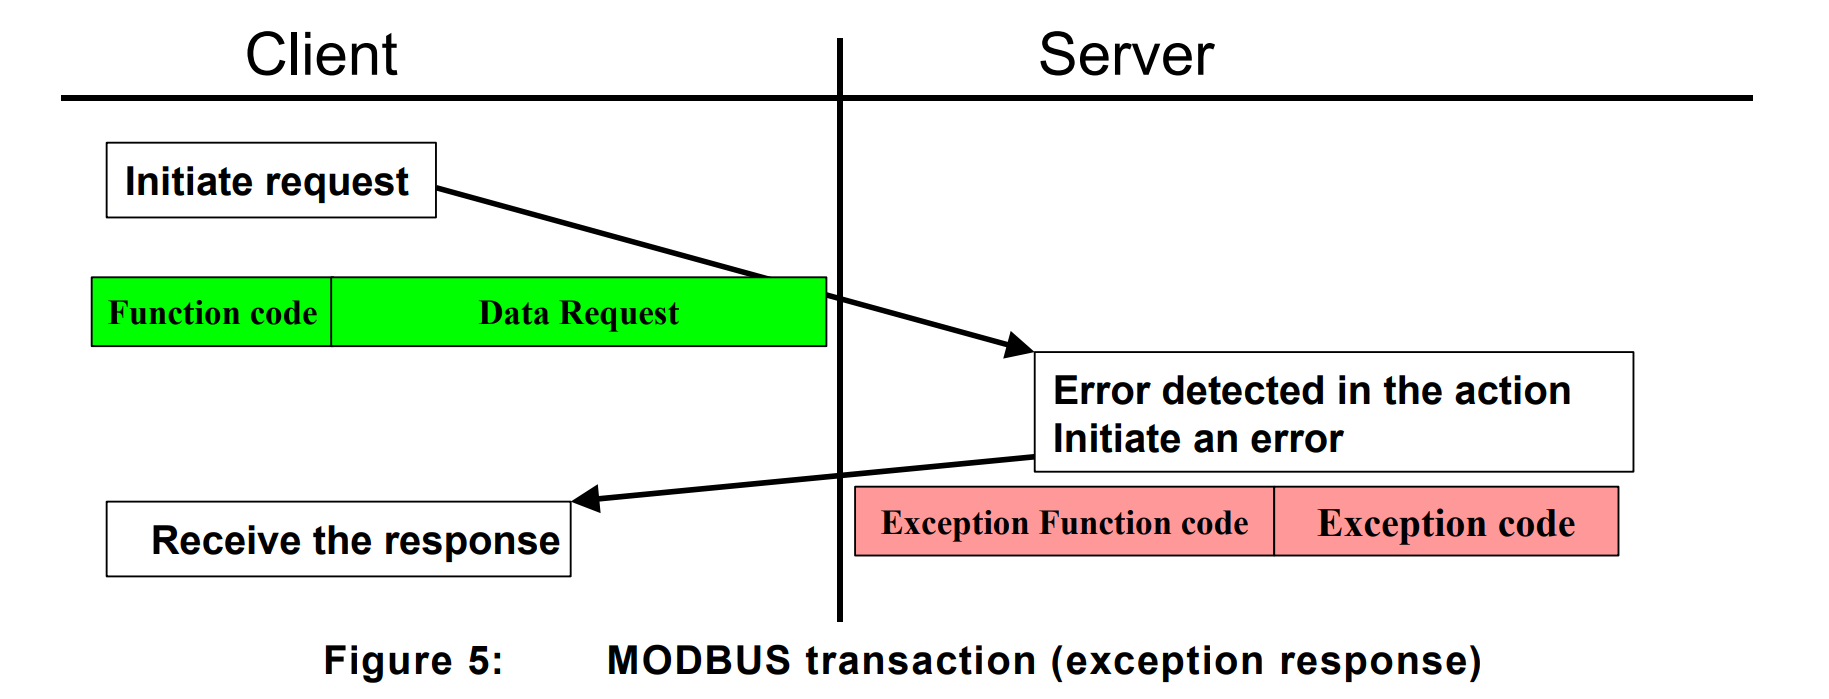 Client
Server
Initiate request
Function code
Data Request
Error detected in the action
Initiate an error
Receive the response
Exception Function code
Exception code
Figure 5: MODBUS transaction (exception response)